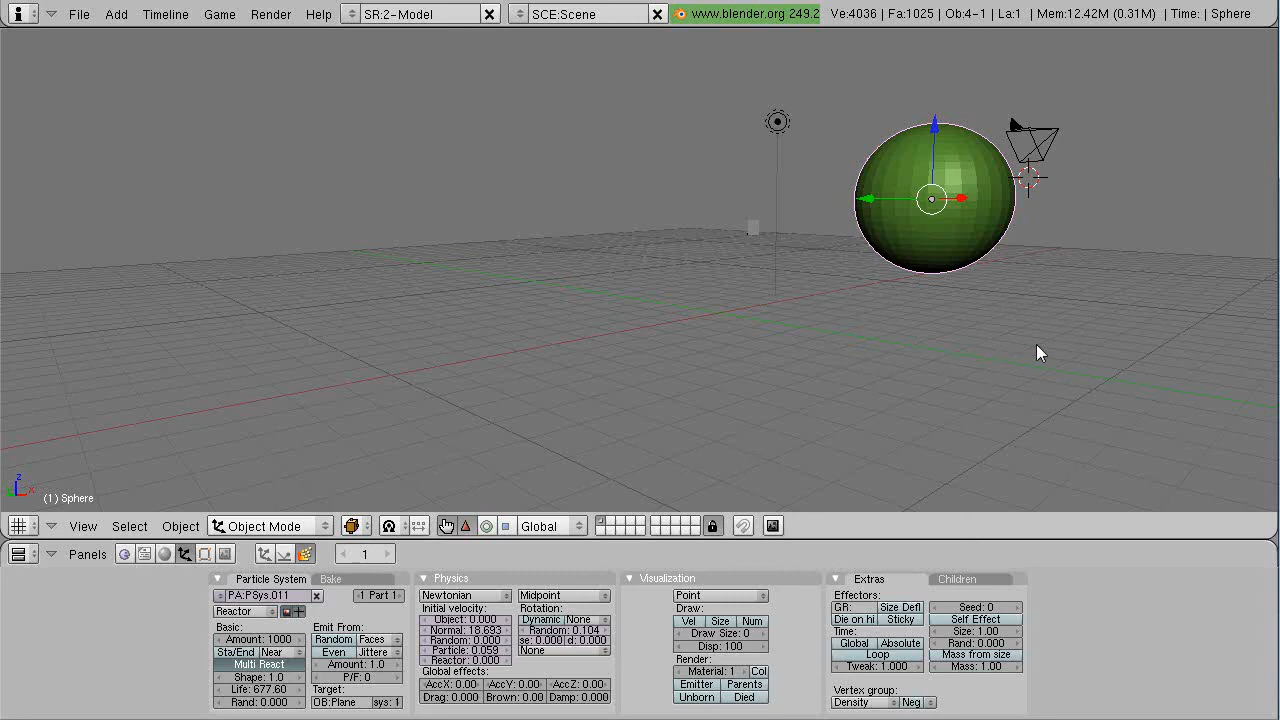 File Add Timeline Game Render Help SR:2-Model SCE:Scene www.blender.org 249.2 Ve:4036 | Fa:1025 | Ob:4-1 | La:1 | Mem:12.42M (0.31M) | Time: | Sphere
z
x
(1) Sphere
View Select Object Object Mode Global
Panels 1
Particle System Bake
PA:PSys.011 1 Part 1
Reactor
Basic: Emit From:
Amount: 1000 Random Faces
Sta/End Near Even Jittere
Multi React Amount: 1.0
Shape: 1.0 P/F: 0
Life: 677.60 Target:
Rand: 0.000 OB:Plane sys: 1
Physics
Newtonian Midpoint
Initial velocity: Rotation:
Object: 0.000 Dynamic None
Normal: 18.693 Random: 0.104
Random: 0.000 se: 0.000 d: 0.000
Particle: 0.059 None
Reactor: 0.000
Global effects:
AccX: 0.00 AccY: 0.00 AccZ: 0.00
Drag: 0.000 Brown: 0.00 Damp: 0.000
Visualization
Point
Draw:
Vel Size Num
Draw Size: 0
Disp: 100
Render:
Material: 1 Col
Emitter Parents
Unborn Died
Extras Children
Effectors:
GR: Size Defl Seed: 0
Die on hi Sticky Self Effect
Time: Size: 1.00
Global Absolute Rand: 0.000
Loop Mass from size
Tweak: 1.000 Mass: 1.00
Vertex group:
Density Neg